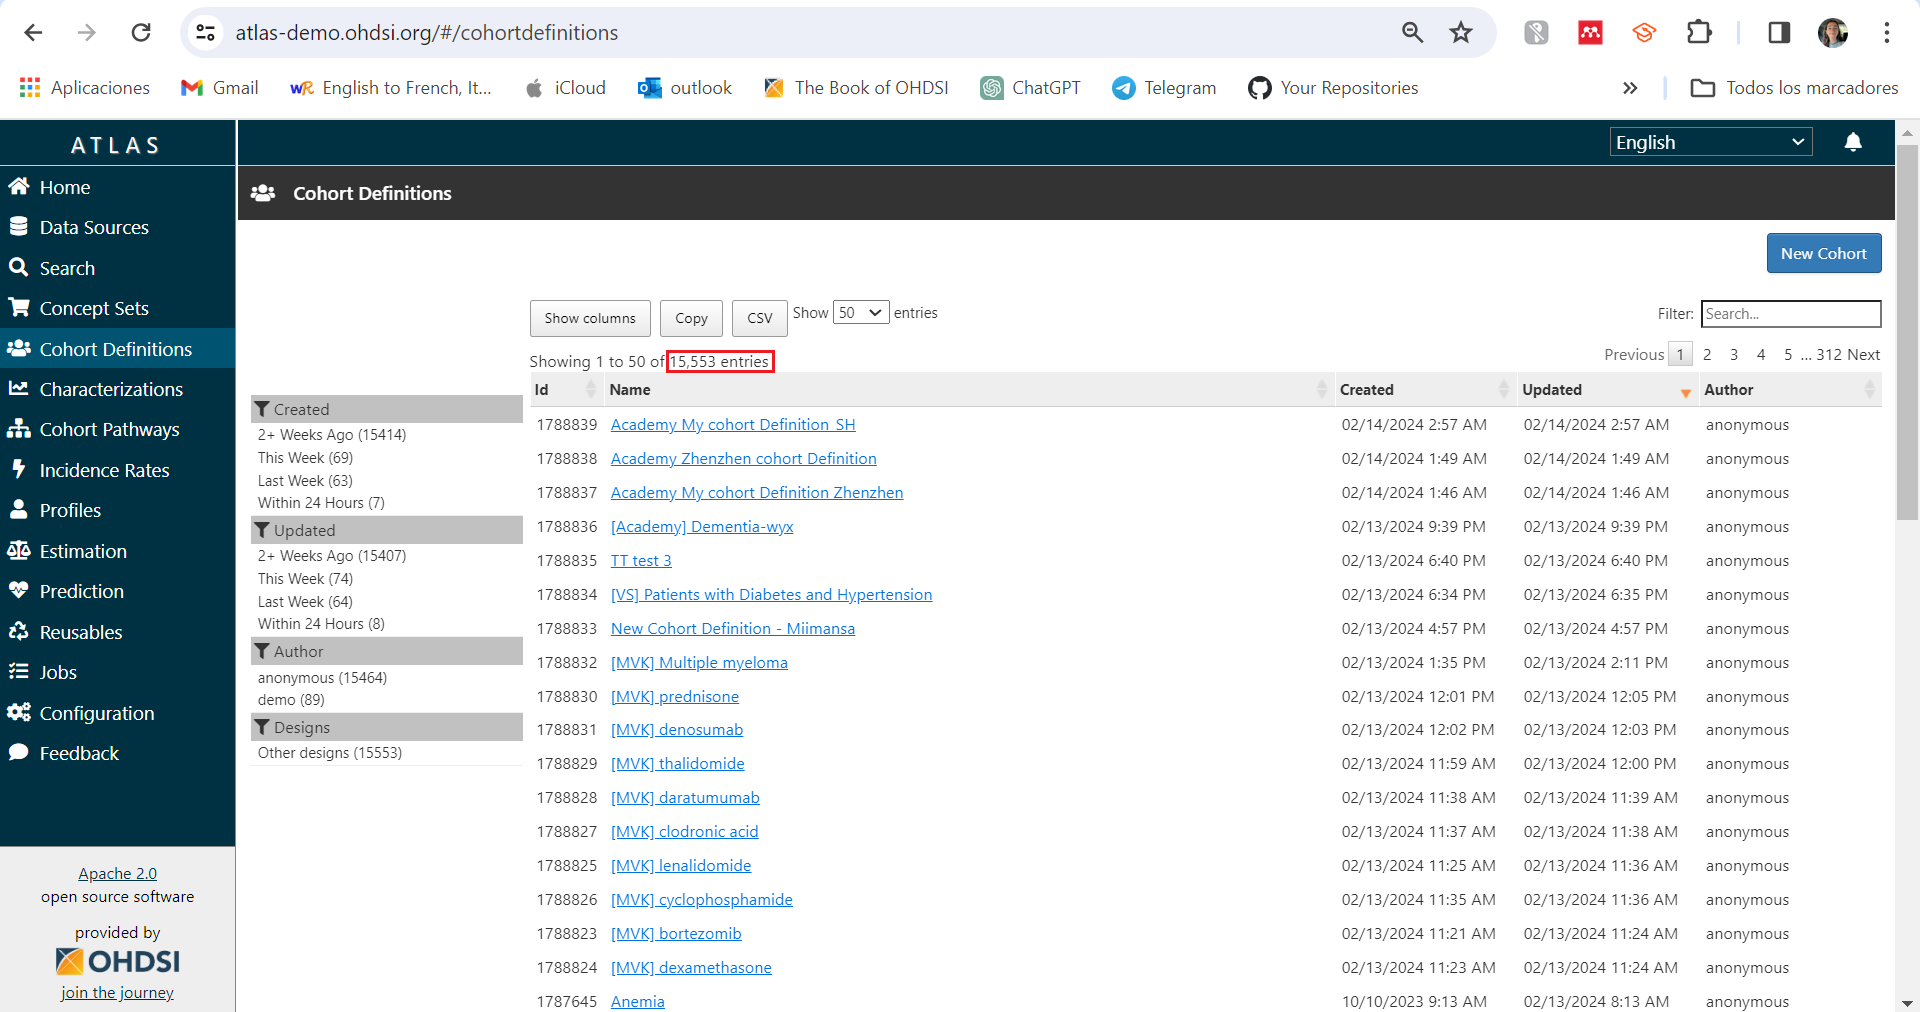 atlas-demo.ohdsi.org/#/cohortdefinitions
Aplicaciones Gmail English to French, It... iCloud outlook The Book of OHDSI ChatGPT Telegram Your Repositories » Todos los marcadores
ATLAS
English
Home
Data Sources
Search
Concept Sets
Cohort Definitions
Characterizations
Cohort Pathways
Incidence Rates
Profiles
Estimation
Prediction
Reusables
Jobs
Configuration
Feedback
Apache 2.0
open source software
provided by
OHDSI
join the journey
Cohort Definitions
New Cohort
Show columns Copy CSV Show 50 entries
Filter: Search...
Showing 1 to 50 of 15,553 entries
Previous 1 2 3 4 5 ... 312 Next
Created
2+ Weeks Ago (15414)
This Week (69)
Last Week (63)
Within 24 Hours (7)
Updated
2+ Weeks Ago (15407)
This Week (74)
Last Week (64)
Within 24 Hours (8)
Author
anonymous (15464)
demo (89)
Designs
Other designs (15553)
Id Name Created Updated Author
1788839 Academy My cohort Definition_SH 02/14/2024 2:57 AM 02/14/2024 2:57 AM anonymous
1788838 Academy Zhenzhen cohort Definition 02/14/2024 1:49 AM 02/14/2024 1:49 AM anonymous
1788837 Academy My cohort Definition Zhenzhen 02/14/2024 1:46 AM 02/14/2024 1:46 AM anonymous
1788836 [Academy] Dementia-wyx 02/13/2024 9:39 PM 02/13/2024 9:39 PM anonymous
1788835 TT test 3 02/13/2024 6:40 PM 02/13/2024 6:40 PM anonymous
1788834 [VS] Patients with Diabetes and Hypertension 02/13/2024 6:34 PM 02/13/2024 6:35 PM anonymous
1788833 New Cohort Definition - Miimansa 02/13/2024 4:57 PM 02/13/2024 4:57 PM anonymous
1788832 [MVK] Multiple myeloma 02/13/2024 1:35 PM 02/13/2024 2:11 PM anonymous
1788830 [MVK] prednisone 02/13/2024 12:01 PM 02/13/2024 12:05 PM anonymous
1788831 [MVK] denosumab 02/13/2024 12:02 PM 02/13/2024 12:03 PM anonymous
1788829 [MVK] thalidomide 02/13/2024 11:59 AM 02/13/2024 12:00 PM anonymous
1788828 [MVK] daratumumab 02/13/2024 11:38 AM 02/13/2024 11:39 AM anonymous
1788827 [MVK] clodronic acid 02/13/2024 11:37 AM 02/13/2024 11:38 AM anonymous
1788825 [MVK] lenalidomide 02/13/2024 11:25 AM 02/13/2024 11:36 AM anonymous
1788826 [MVK] cyclophosphamide 02/13/2024 11:35 AM 02/13/2024 11:36 AM anonymous
1788823 [MVK] bortezomib 02/13/2024 11:21 AM 02/13/2024 11:24 AM anonymous
1788824 [MVK] dexamethasone 02/13/2024 11:23 AM 02/13/2024 11:24 AM anonymous
1787645 Anemia 10/10/2023 9:13 AM 02/13/2024 8:13 AM anonymous